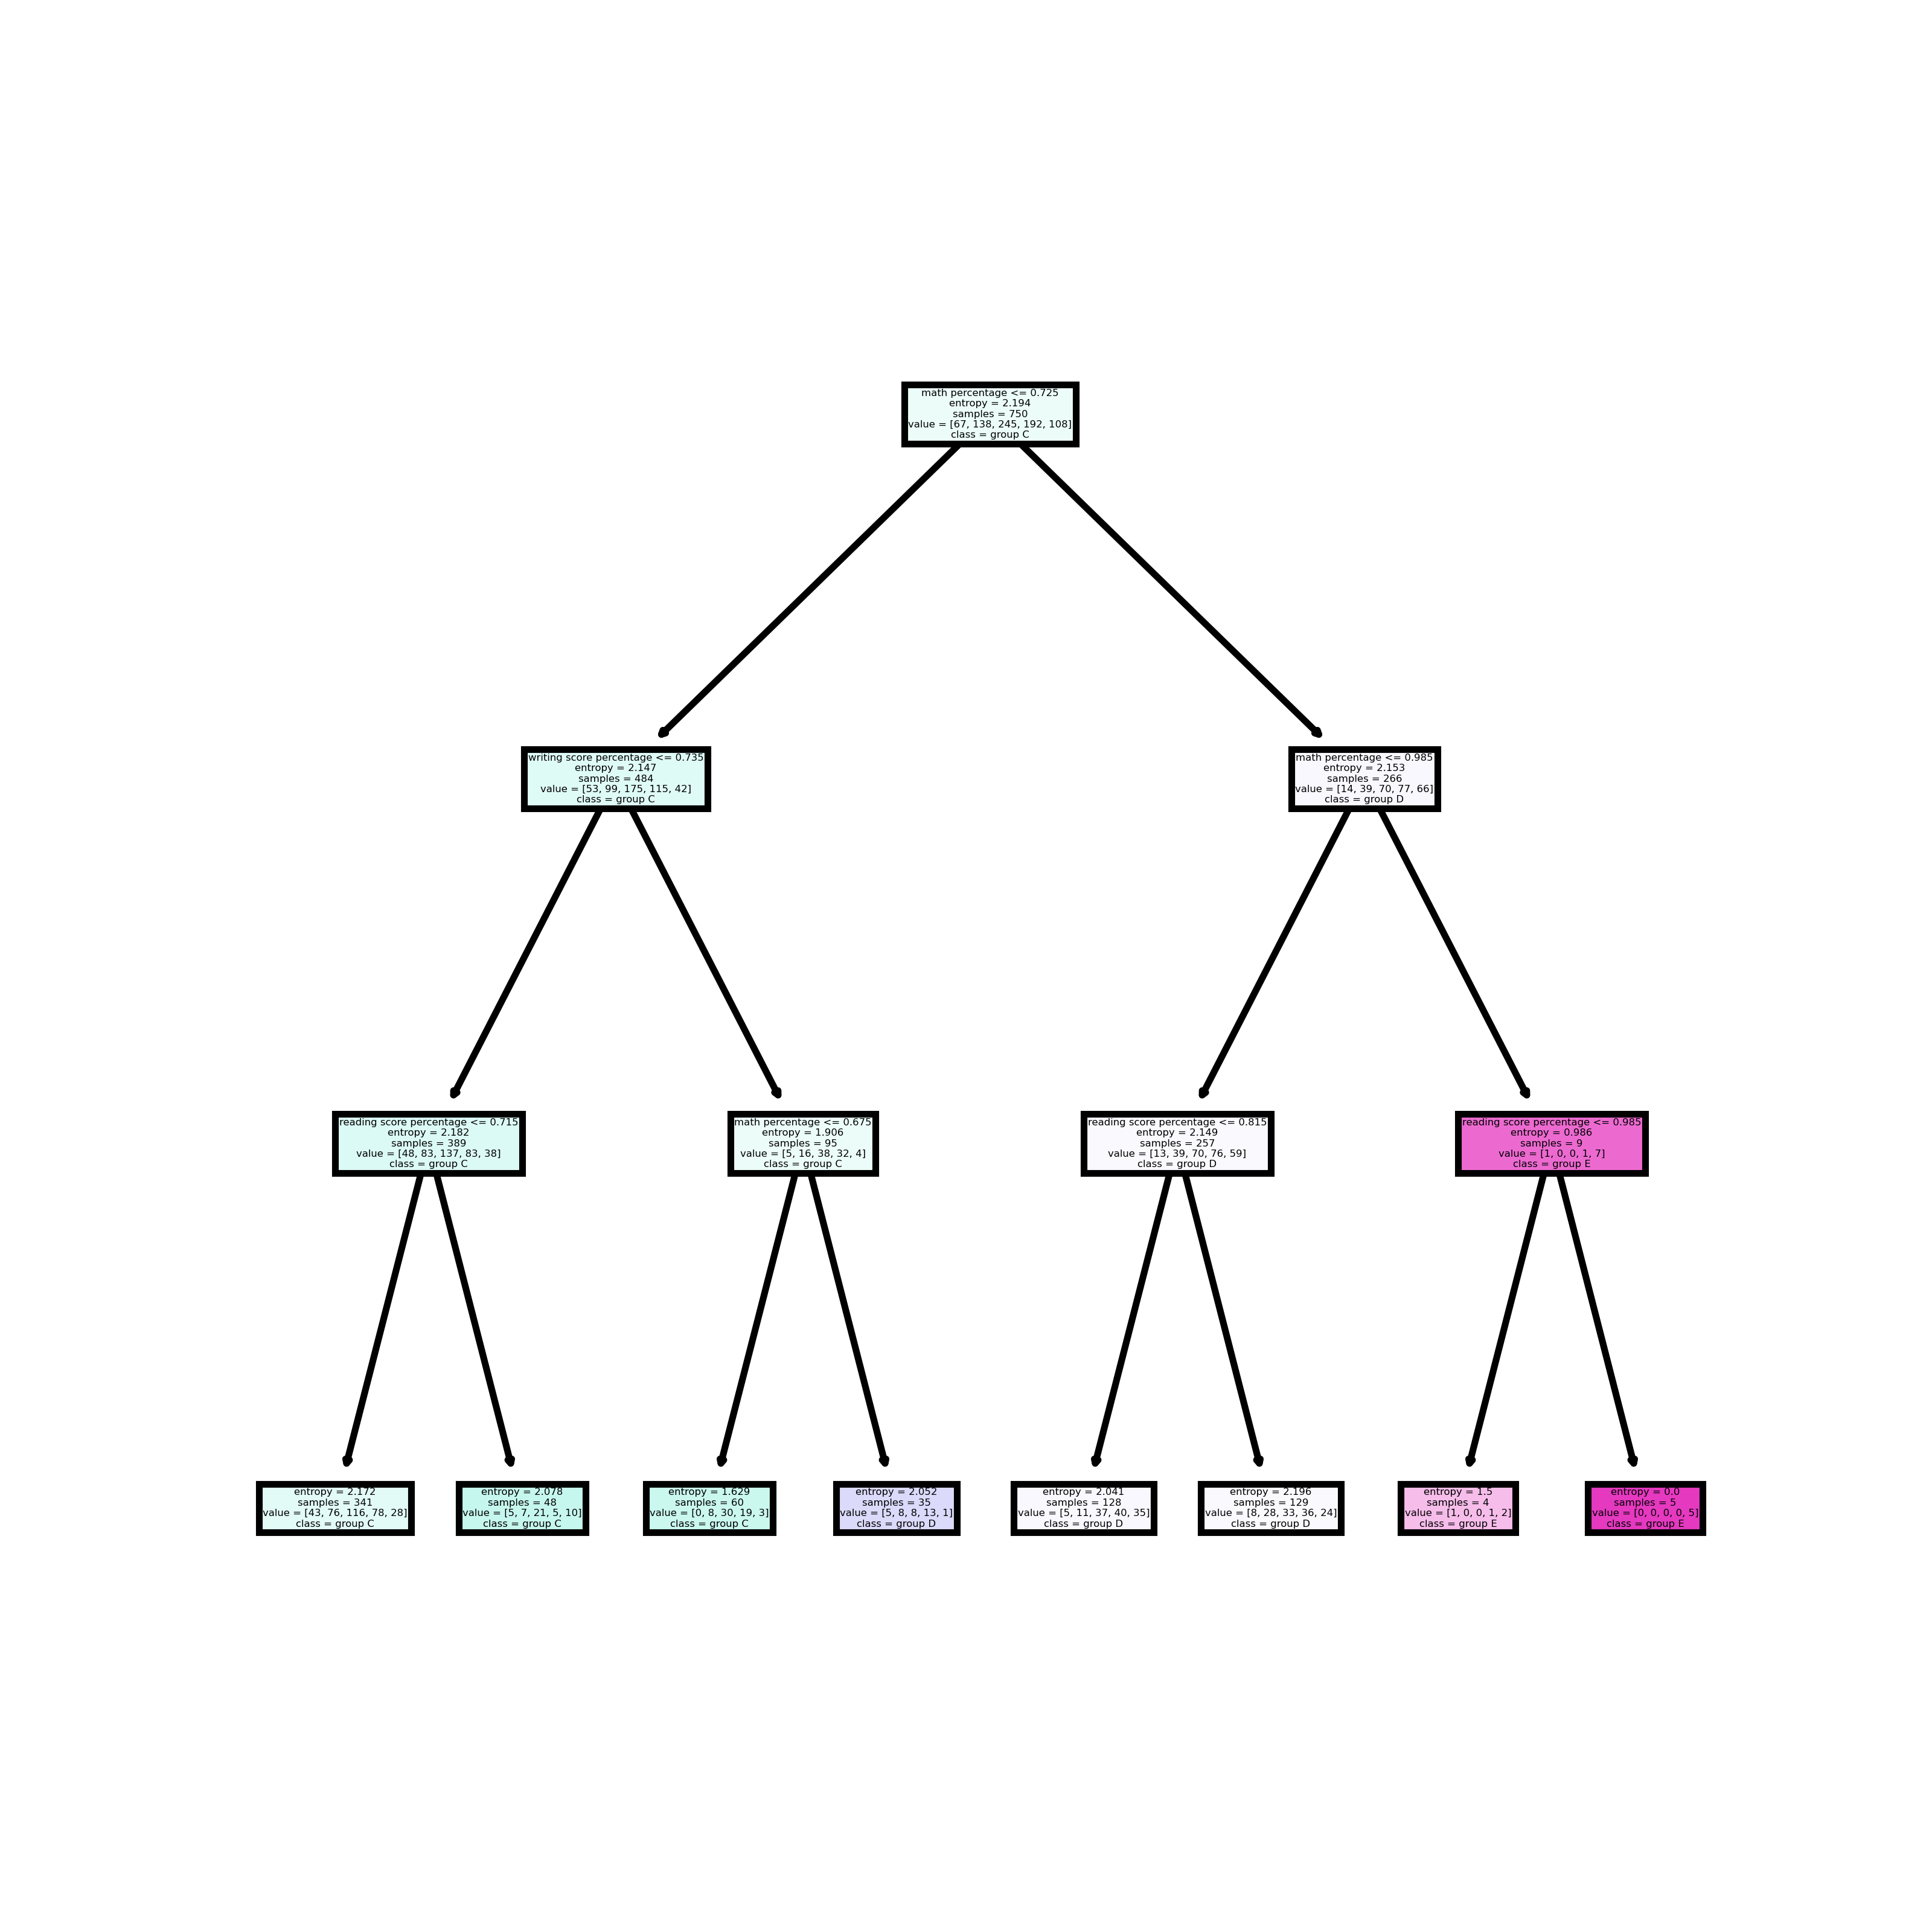 math percentage <= 0.725
entropy = 2.194
samples = 750
value = [67, 138, 245, 192, 108]
class = group C
writing score percentage <= 0.735
entropy = 2.147
samples = 484
value = [53, 99, 175, 115, 42]
class = group C
math percentage <= 0.985
entropy = 2.153
samples = 266
value = [14, 39, 70, 77, 66]
class = group D
reading score percentage <= 0.715
entropy = 2.182
samples = 389
value = [48, 83, 137, 83, 38]
class = group C
math percentage <= 0.675
entropy = 1.906
samples = 95
value = [5, 16, 38, 32, 4]
class = group C
reading score percentage <= 0.815
entropy = 2.149
samples = 257
value = [13, 39, 70, 76, 59]
class = group D
reading score percentage <= 0.985
entropy = 0.986
samples = 9
value = [1, 0, 0, 1, 7]
class = group E
entropy = 2.172
samples = 341
value = [43, 76, 116, 78, 28]
class = group C
entropy = 2.078
samples = 48
value = [5, 7, 21, 5, 10]
class = group C
entropy = 1.629
samples = 60
value = [0, 8, 30, 19, 3]
class = group C
entropy = 2.052
samples = 35
value = [5, 8, 8, 13, 1]
class = group D
entropy = 2.041
samples = 128
value = [5, 11, 37, 40, 35]
class = group D
entropy = 2.196
samples = 129
value = [8, 28, 33, 36, 24]
class = group D
entropy = 1.5
samples = 4
value = [1, 0, 0, 1, 2]
class = group E
entropy = 0.0
samples = 5
value = [0, 0, 0, 0, 5]
class = group E